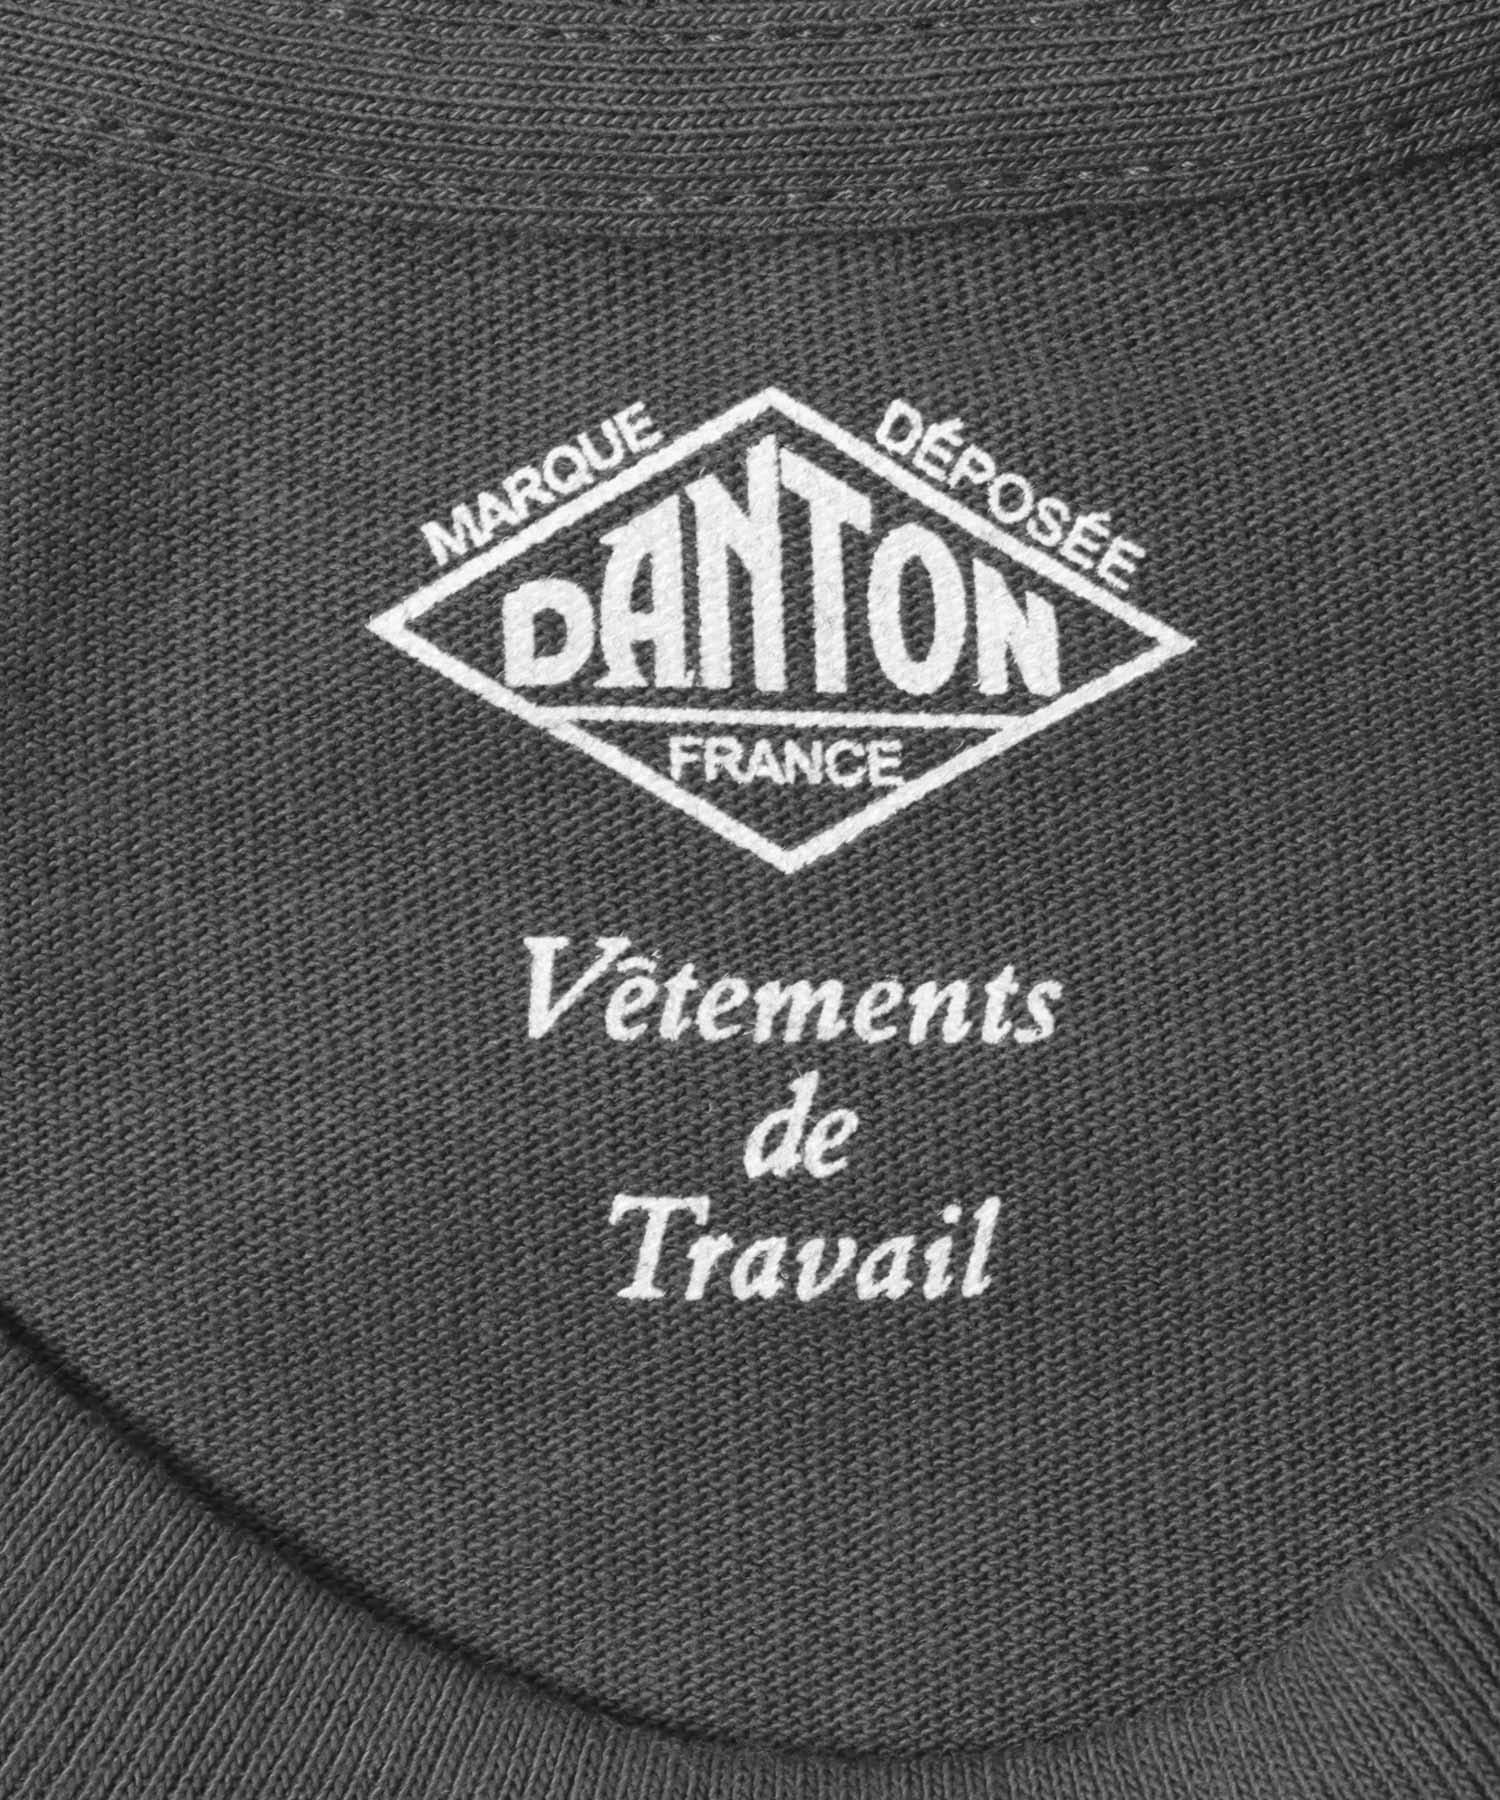 MARQUE DÉPOSÉE
DANTON
FRANCE
Vêtements
de
Travail